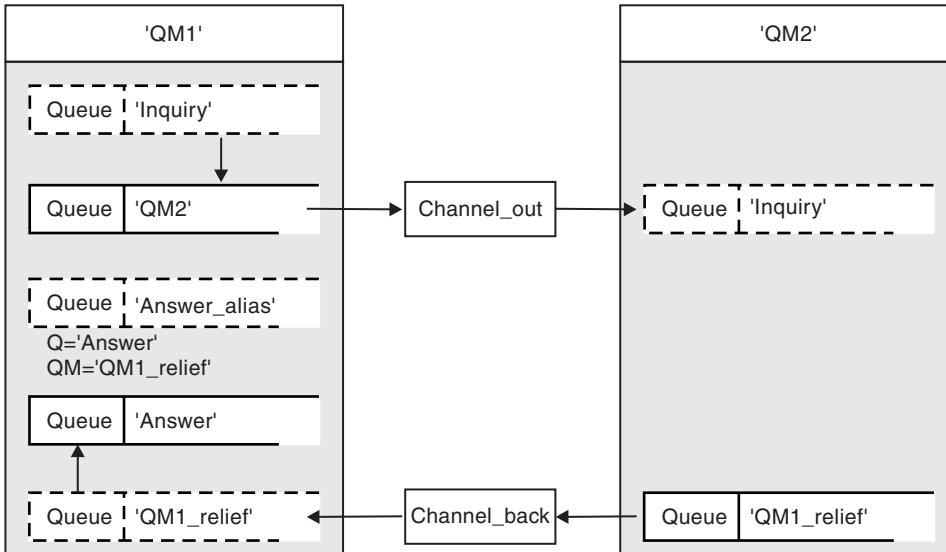 'QM1'
Queue 'Inquiry'
Queue 'QM2'
Queue 'Answer_alias'
Q='Answer'
QM='QM1_relief'
Queue 'Answer'
Queue 'QM1_relief'
Channel_out
Channel_back
'QM2'
Queue 'Inquiry'
Queue 'QM1_relief'